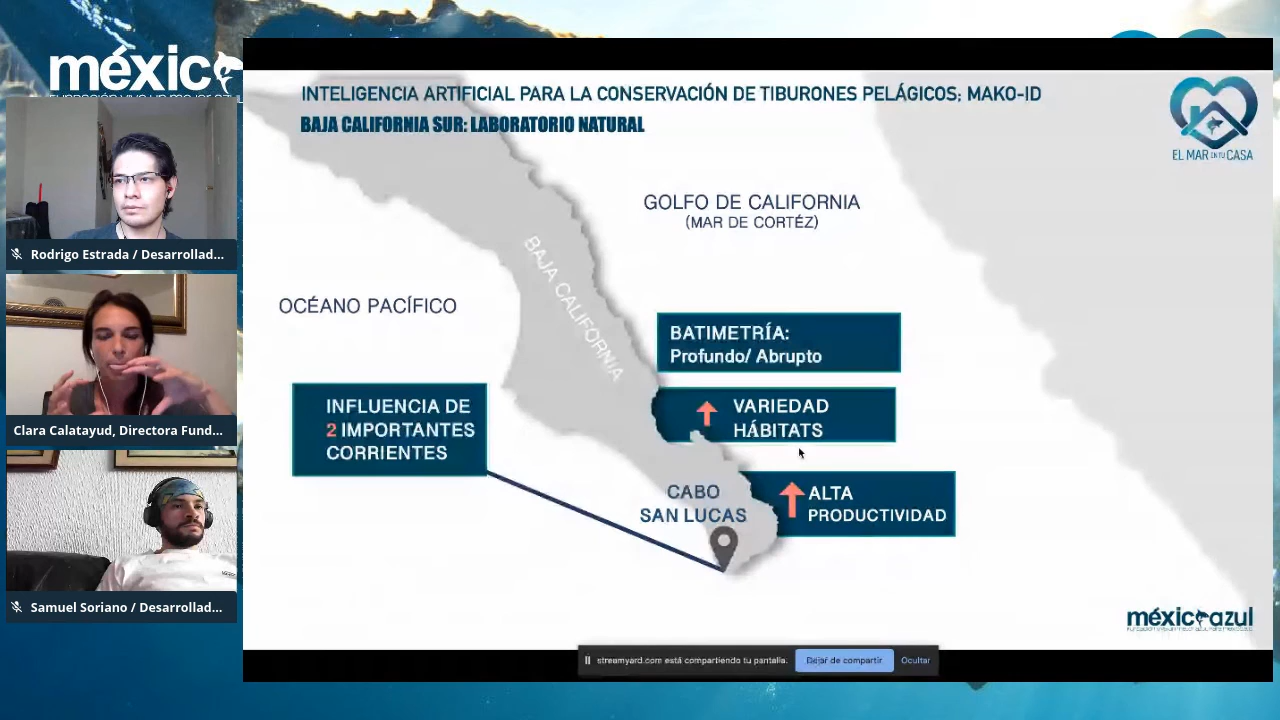 méxico
Rodrigo Estrada / Desarrollad...
Clara Calatayud, Directora Fund...
Samuel Soriano / Desarrollad...
INTELIGENCIA ARTIFICIAL PARA LA CONSERVACIÓN DE TIBURONES PELÁGICOS: MAKO-ID
BAJA CALIFORNIA SUR: LABORATORIO NATURAL
EL MAR EN TU CASA
GOLFO DE CALIFORNIA
(MAR DE CORTÉZ)
BAJA CALIFORNIA
OCÉANO PACÍFICO
BATIMETRÍA:
Profundo/ Abrupto
INFLUENCIA DE
2 IMPORTANTES
CORRIENTES
VARIEDAD
HÁBITATS
CABO
SAN LUCAS
ALTA
PRODUCTIVIDAD
méxicoazul
streamyard.com está compartiendo tu pantalla.
Dejar de compartir
Ocultar